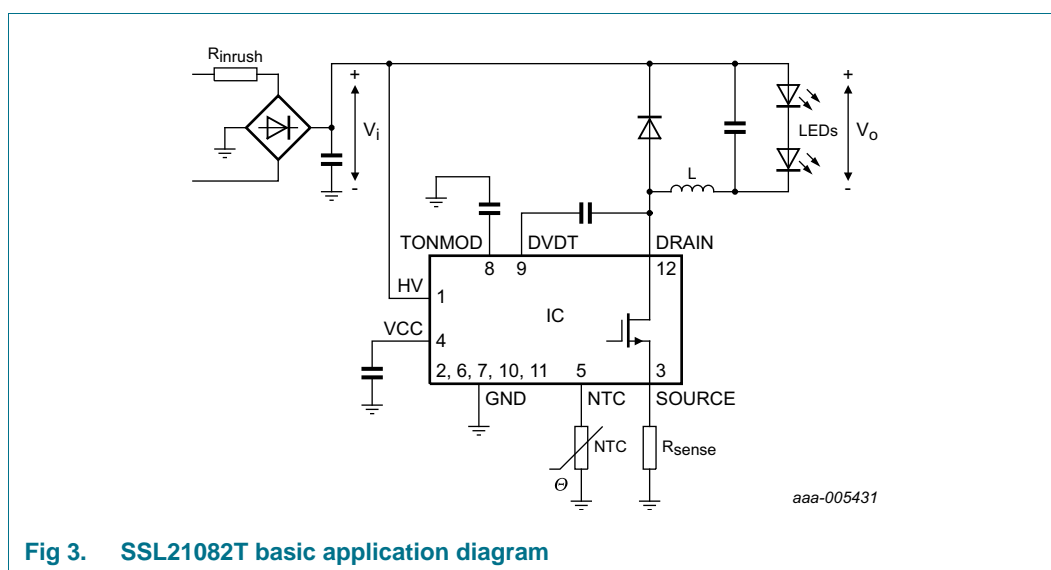 Rinrush
+
Vi
-
+
LEDs
Vo
-
L
TONMOD
DVDT
DRAIN
8
9
12
HV
1
IC
VCC
4
2, 6, 7, 10, 11
5
3
GND
NTC
SOURCE
NTC
Rsense
Θ
aaa-005431
Fig 3. SSL21082T basic application diagram